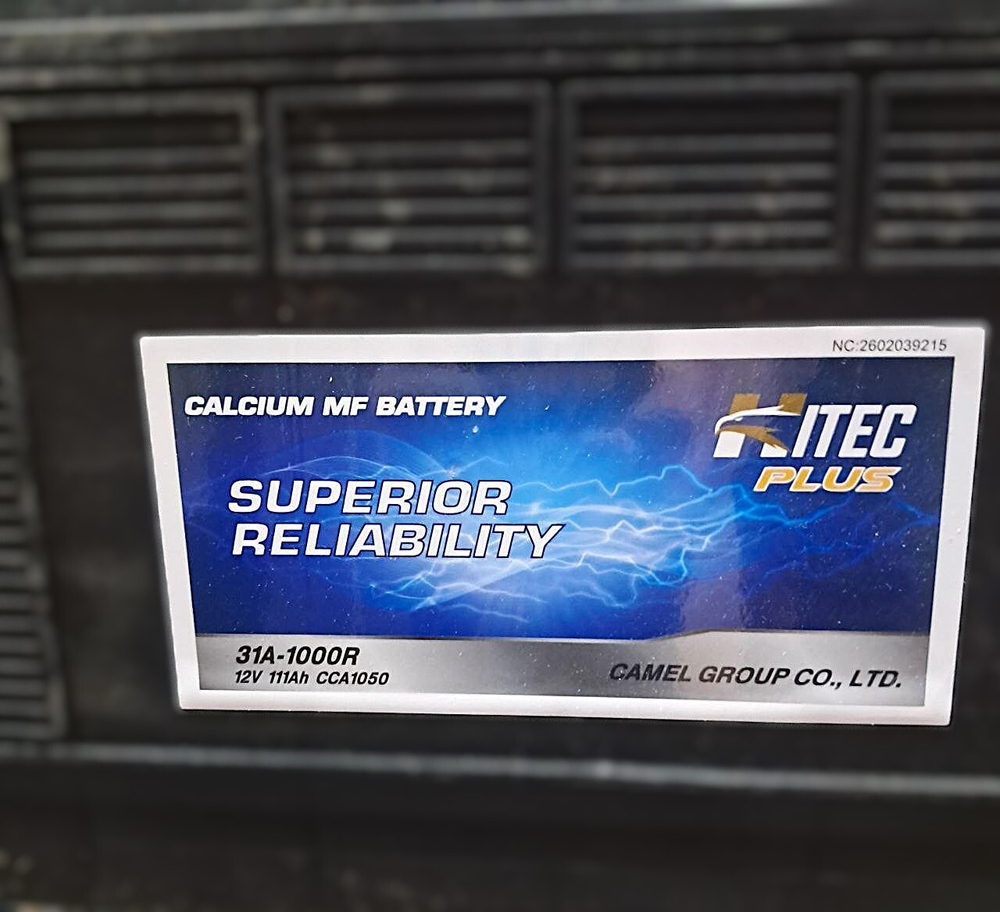 NC:2602039215
CALCIUM MF BATTERY
HITEC
PLUS
SUPERIOR
RELIABILITY
31A-1000R
12V 111Ah CCA1050
CAMEL GROUP CO., LTD.